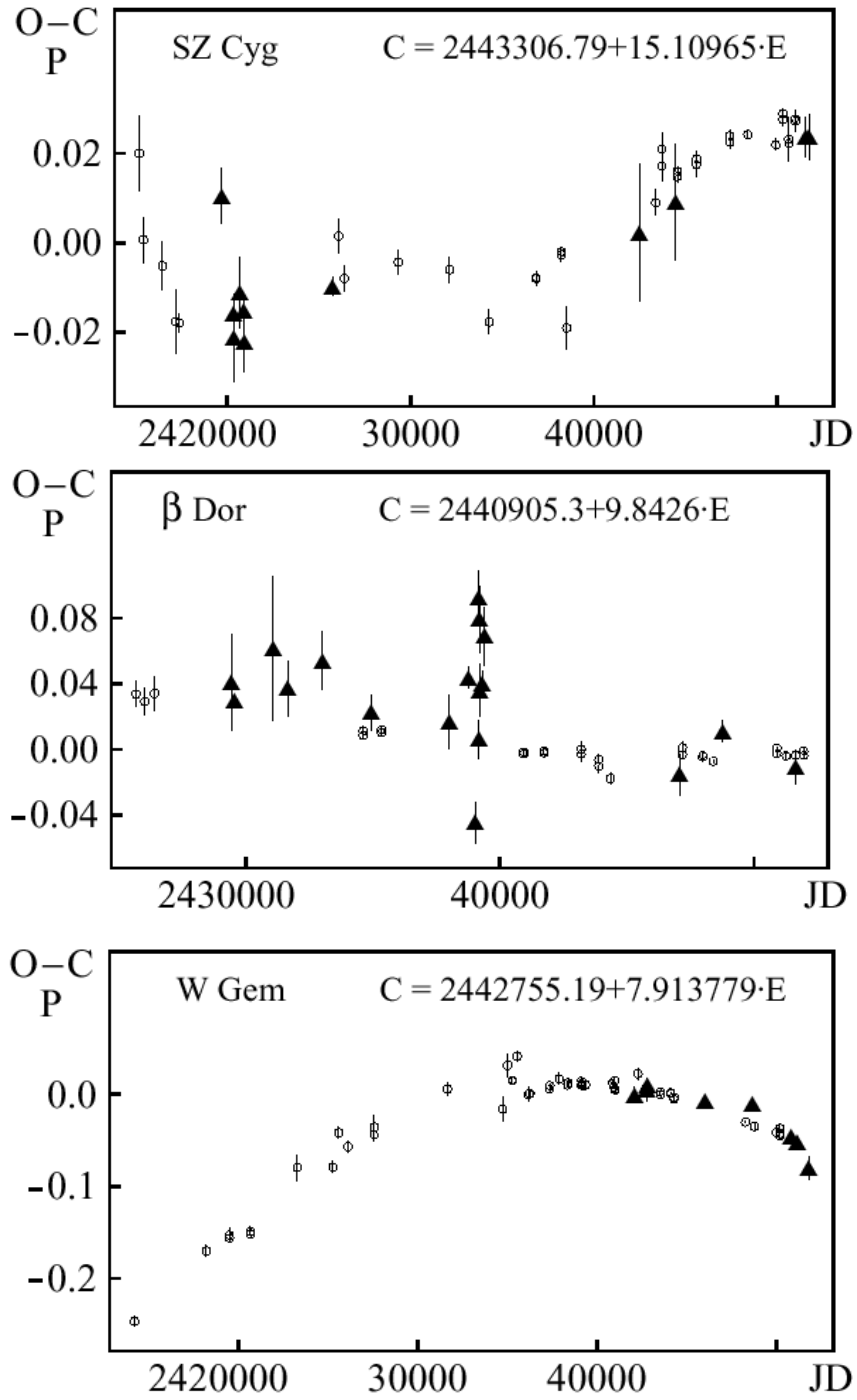 O−C
P
SZ Cyg C = 2443306.79+15.10965·E
0.02
0.00
−0.02
2420000 30000 40000 JD
O−C
P
β Dor C = 2440905.3+9.8426·E
0.08
0.04
0.00
−0.04
2430000 40000 JD
O−C
P
W Gem C = 2442755.19+7.913779·E
0.0
−0.1
−0.2
2420000 30000 40000 JD